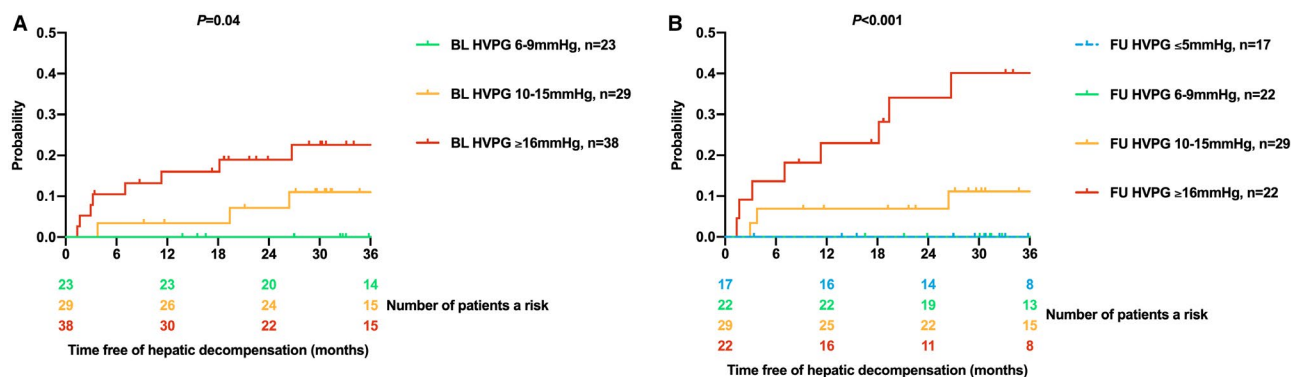 A
P=0.04
Probability
0.5
0.4
0.3
0.2
0.1
0.0
0 6 12 18 24 30 36
BL HVPG 6-9mmHg, n=23
BL HVPG 10-15mmHg, n=29
BL HVPG ≥16mmHg, n=38
23 23 20 14
29 26 24 15
38 30 22 15
Number of patients a risk
Time free of hepatic decompensation (months)
B
P<0.001
Probability
0.5
0.4
0.3
0.2
0.1
0.0
0 6 12 18 24 30 36
FU HVPG ≤5mmHg, n=17
FU HVPG 6-9mmHg, n=22
FU HVPG 10-15mmHg, n=29
FU HVPG ≥16mmHg, n=22
17 16 14 8
22 22 19 13
29 25 22 15
22 16 11 8
Number of patients a risk
Time free of hepatic decompensation (months)